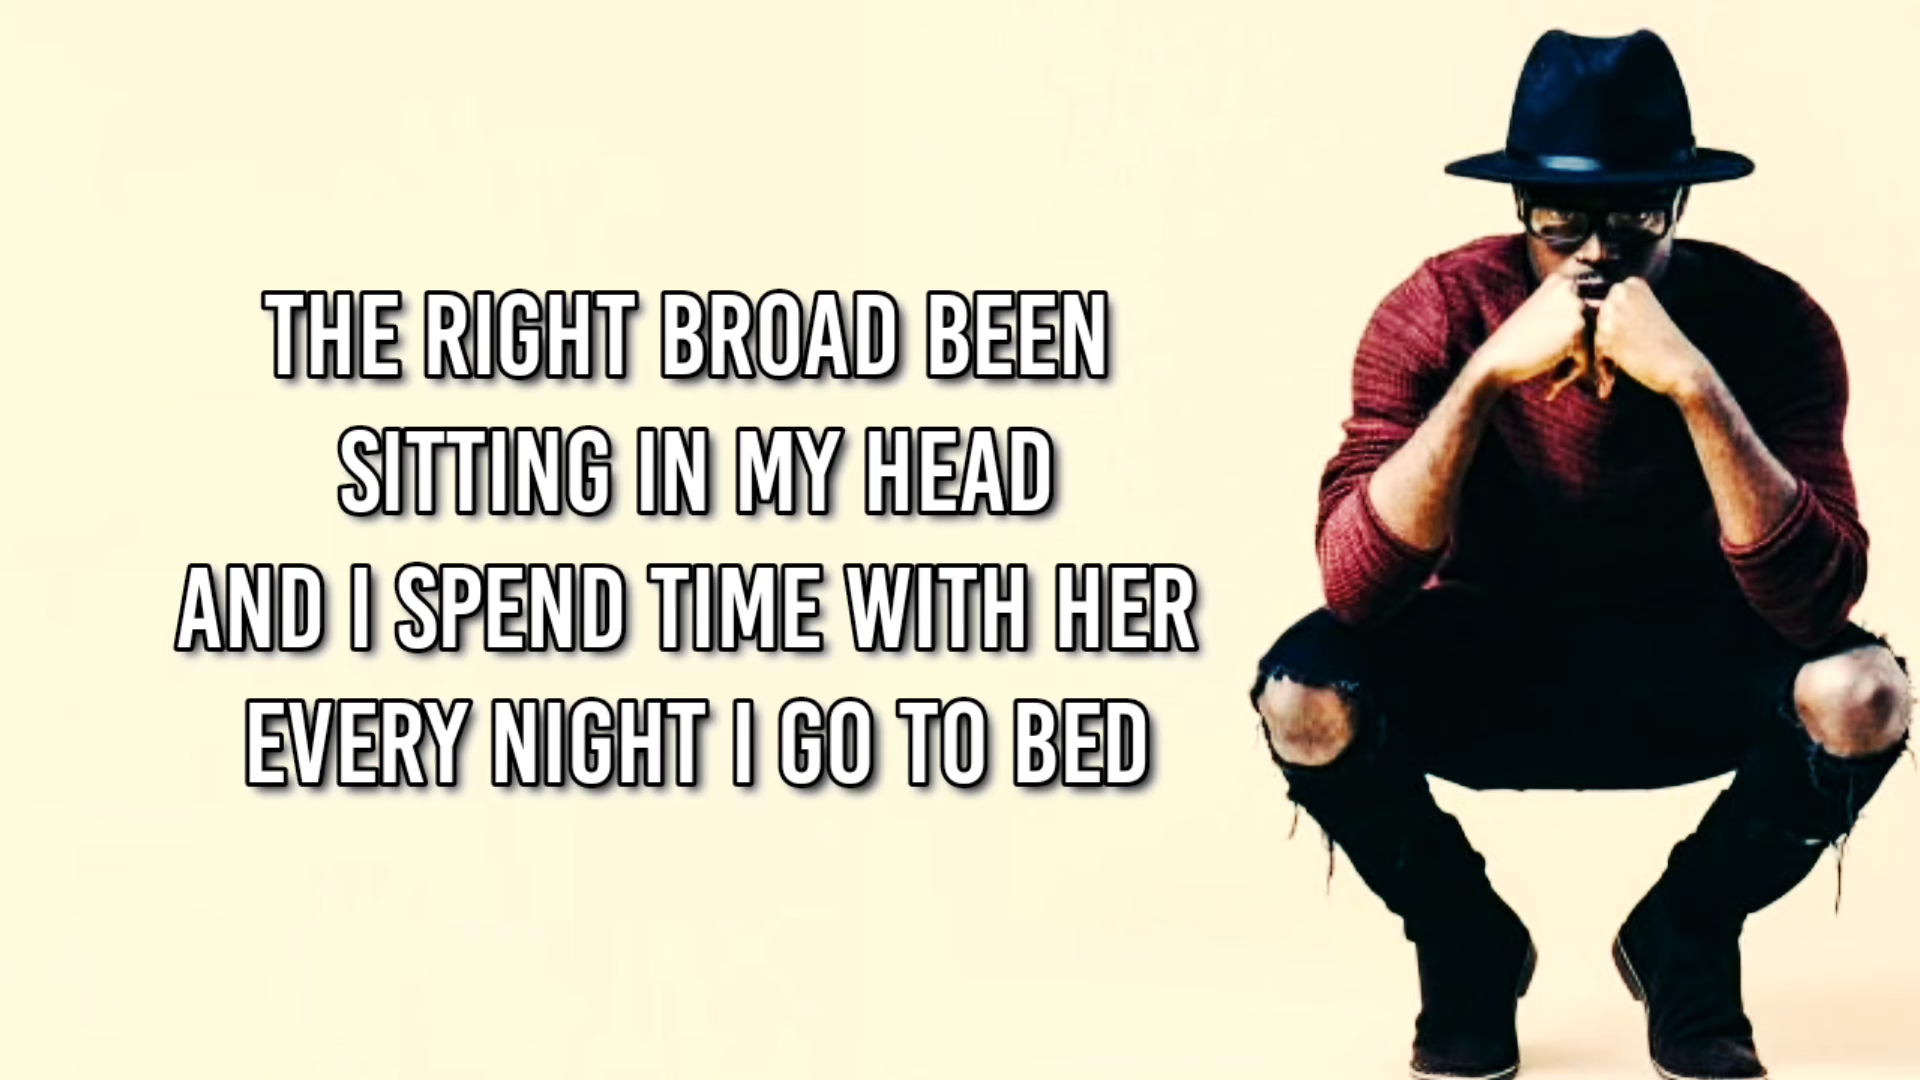 THE RIGHT BROAD BEEN
SITTING IN MY HEAD
AND I SPEND TIME WITH HER
EVERY NIGHT I GO TO BED